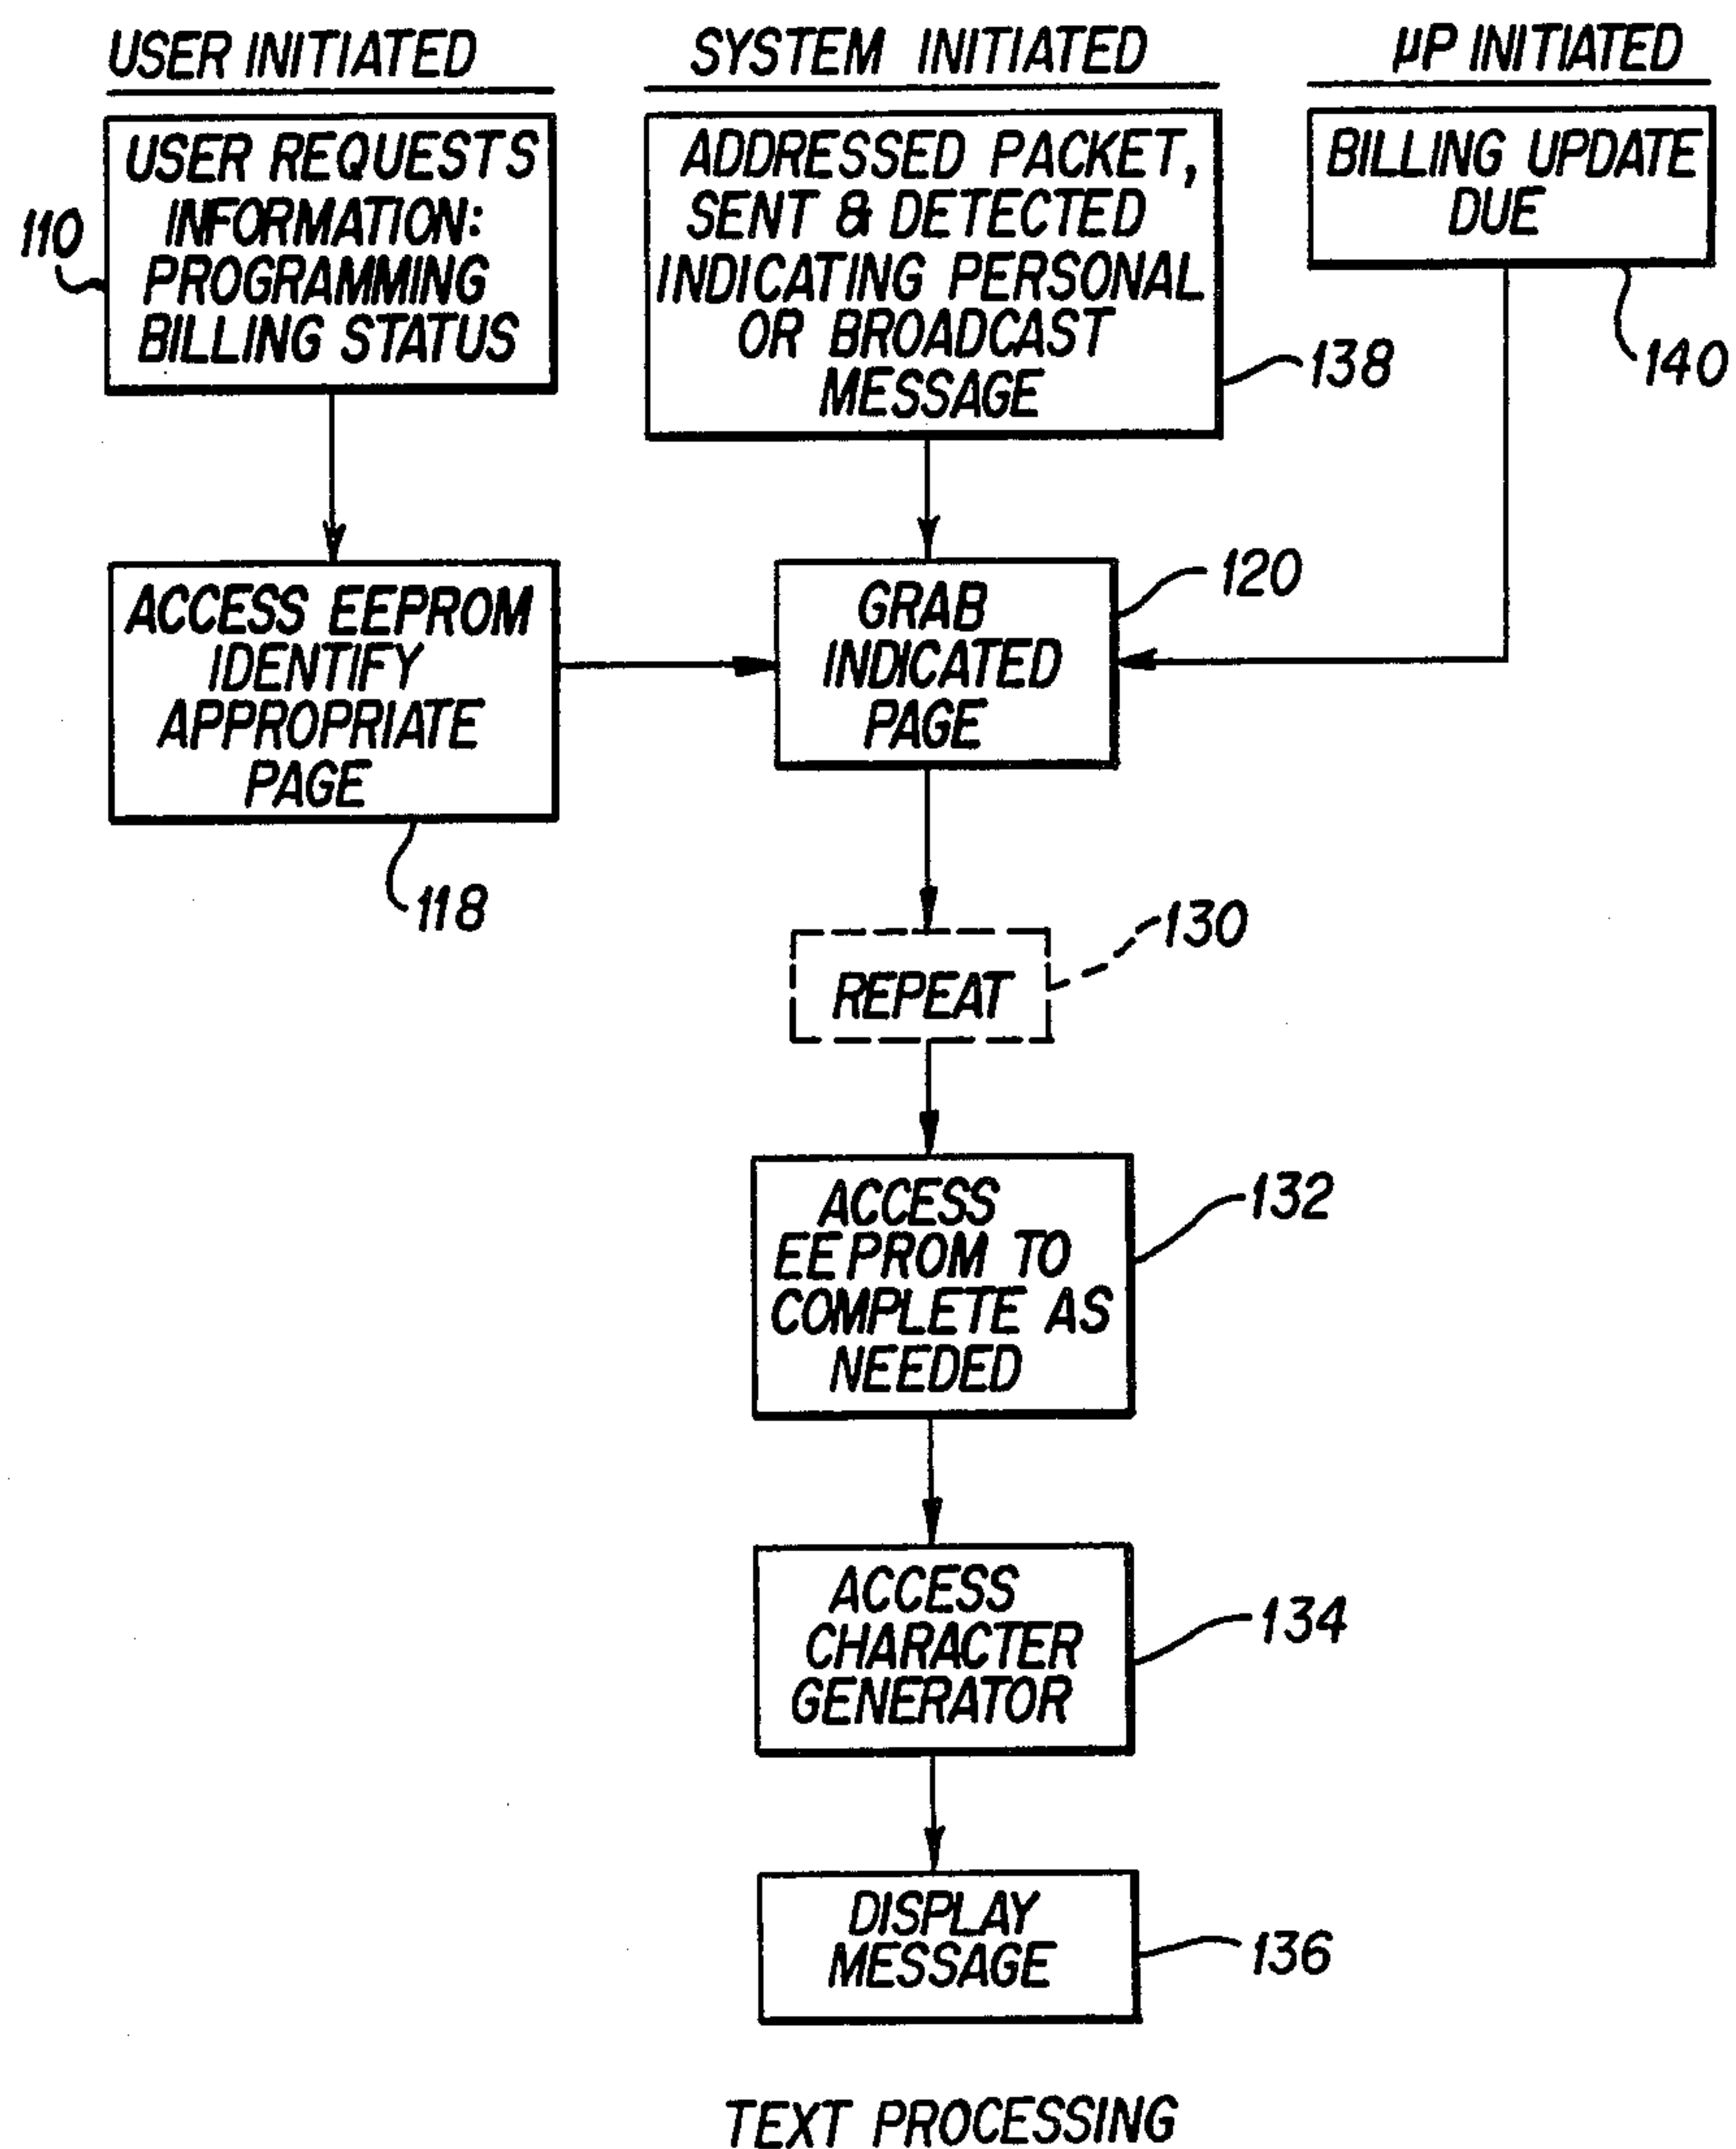 USER INITIATED
USER REQUESTS
INFORMATION:
PROGRAMMING
BILLING STATUS
110
SYSTEM INITIATED
ADDRESSED PACKET,
SENT & DETECTED
INDICATING PERSONAL
OR BROADCAST
MESSAGE
138
µP INITIATED
BILLING UPDATE
DUE
140
ACCESS EEPROM
IDENTIFY
APPROPRIATE
PAGE
118
GRAB
INDICATED
PAGE
120
REPEAT
130
ACCESS
EEPROM TO
COMPLETE AS
NEEDED
132
ACCESS
CHARACTER
GENERATOR
134
DISPLAY
MESSAGE
136
TEXT PROCESSING